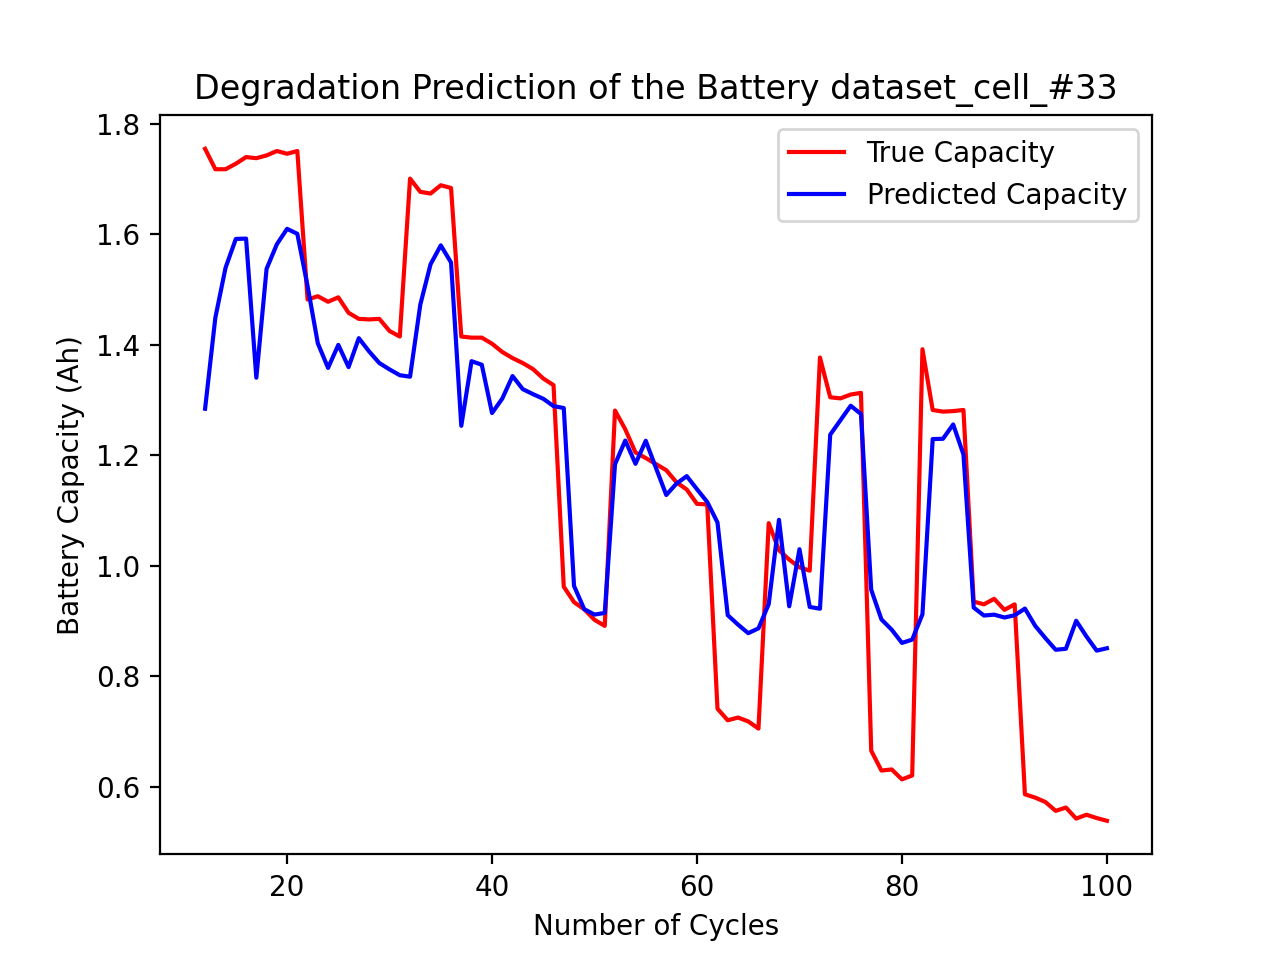 Degradation Prediction of the Battery dataset_cell_#33
True Capacity
Predicted Capacity
1.8
1.6
1.4
1.2
1.0
0.8
0.6
Battery Capacity (Ah)
20 40 60 80 100
Number of Cycles